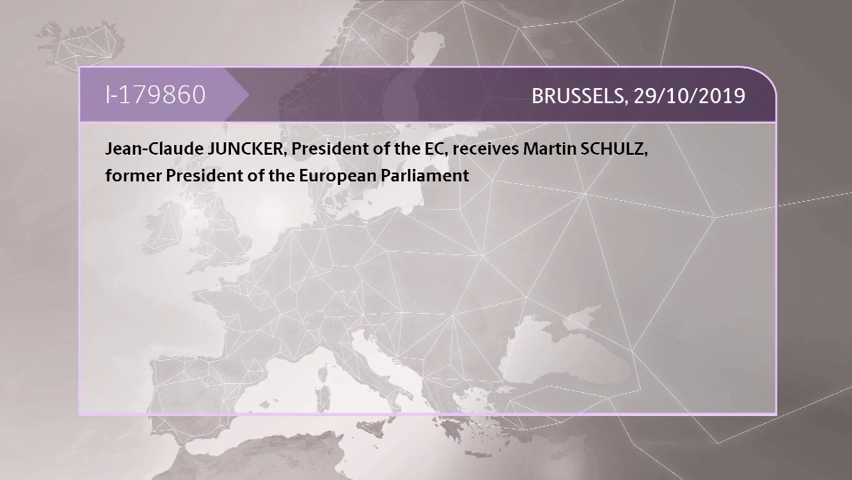 I-179860
BRUSSELS, 29/10/2019
Jean-Claude JUNCKER, President of the EC, receives Martin SCHULZ,
former President of the European Parliament